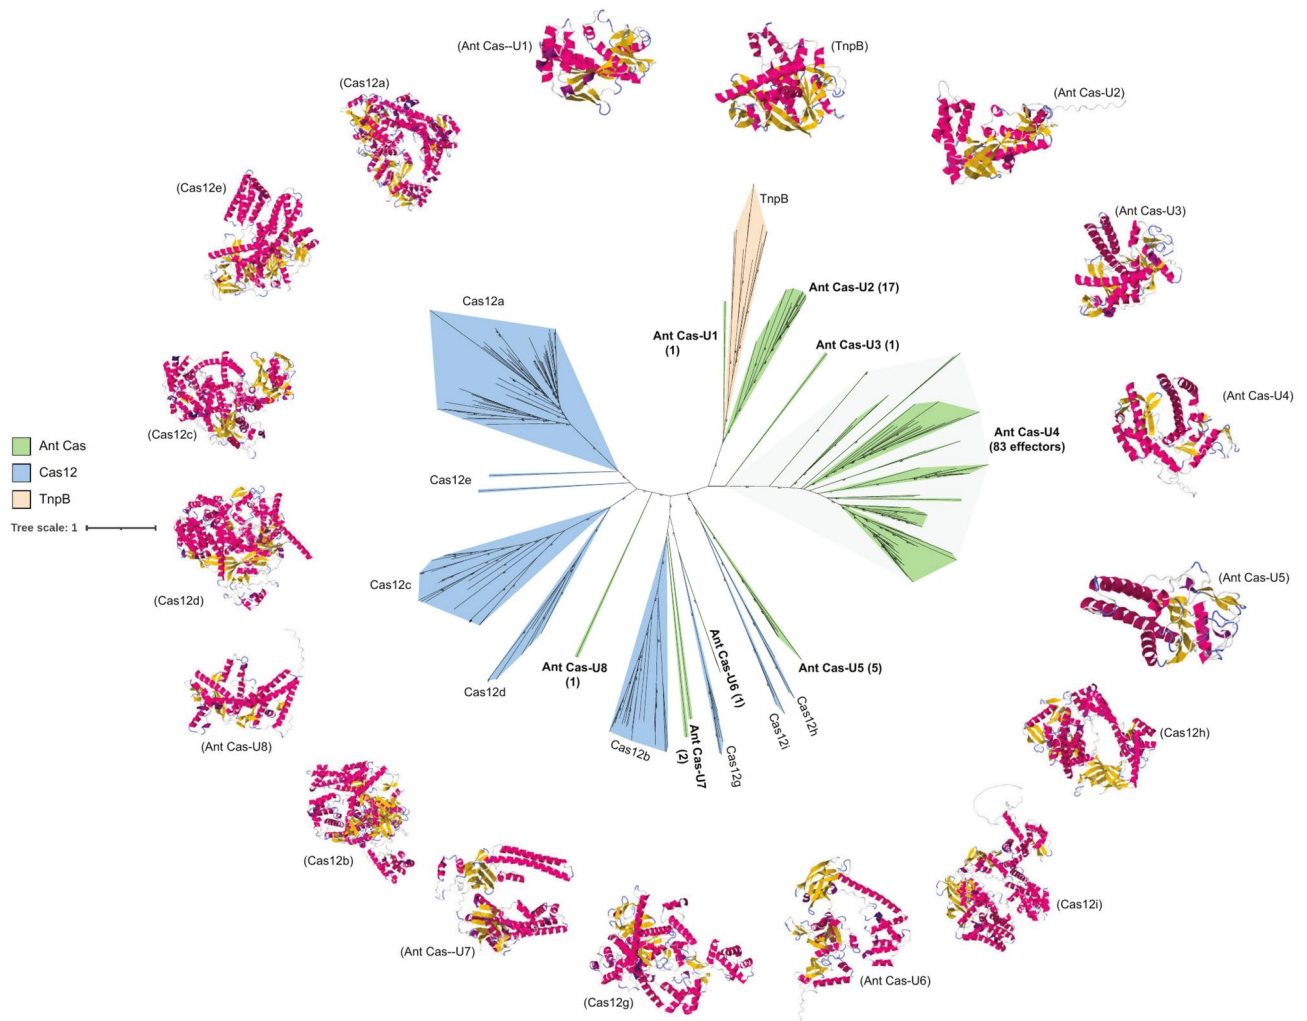 (Ant Cas--U1)
(TnpB)
(Cas12a)
(Ant Cas-U2)
(Cas12e)
TnpB
(Ant Cas-U3)
Ant Cas-U2 (17)
Cas12a
Ant Cas-U1
(1)
Ant Cas-U3 (1)
(Ant Cas-U4)
(Cas12c)
Ant Cas-U4
(83 effectors)
Ant Cas
Cas12
TnpB
Cas12e
Tree scale: 1
(Cas12d)
Cas12c
(Ant Cas-U5)
Cas12d
Ant Cas-U8
(1)
Ant Cas-U6 (1)
Ant Cas-U5 (5)
Cas12h
Cas12i
Cas12b
Ant Cas-U7
(2)
Cas12g
(Ant Cas-U8)
(Cas12h)
(Cas12b)
(Ant Cas--U7)
(Cas12g)
(Ant Cas-U6)
(Cas12i)